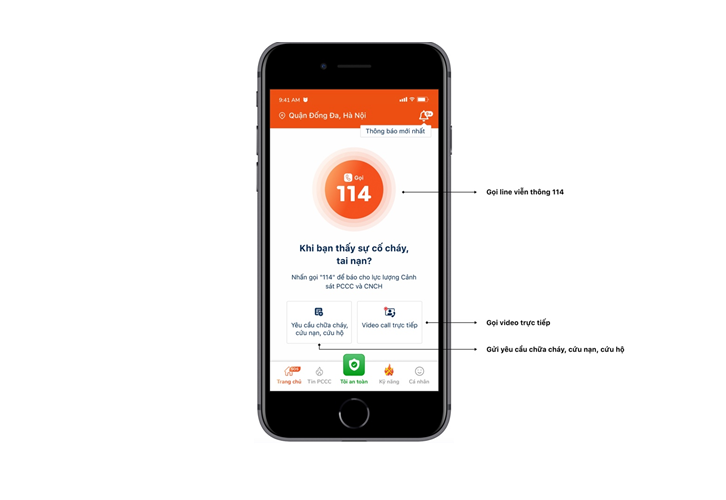 9:41 AM
Quận Đống Đa, Hà Nội
Thông báo mới nhất
Gọi
114
Khi bạn thấy sự cố cháy,
tai nạn?
Nhấn gọi "114" để báo cho lực lượng Cảnh
sát PCCC và CNCH
Yêu cầu chữa cháy,
cứu nạn, cứu hộ
Video call trực tiếp
Trang chủ
Tin PCCC
Tôi an toàn
Kỹ năng
Cá nhân
Gọi line viễn thông 114
Gọi video trực tiếp
Gửi yêu cầu chữa cháy, cứu nạn, cứu hộ